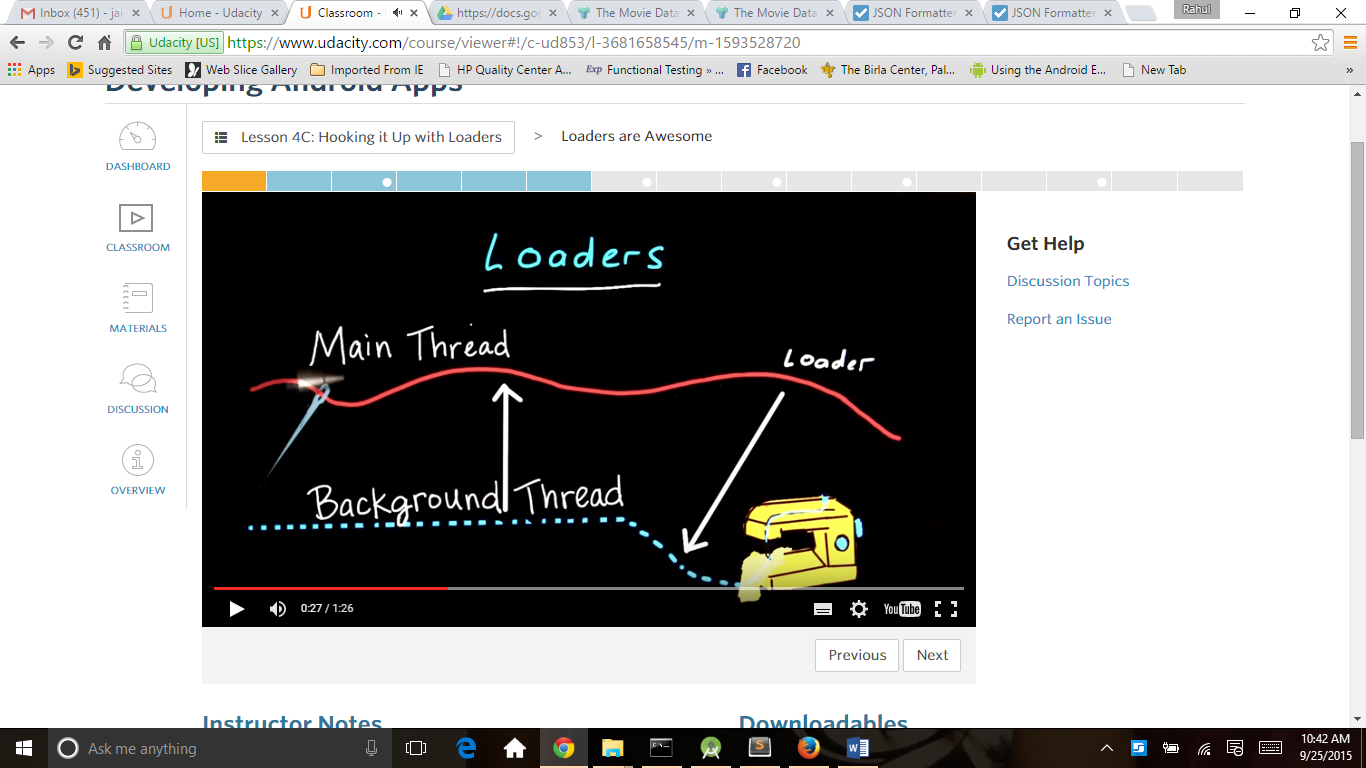 Inbox (451) - jai
Home - Udacity
Classroom -
https://docs.goo
The Movie Data
The Movie Data
JSON Formatter
JSON Formatter
Rahul
Udacity [US]
https://www.udacity.com/course/viewer#!/c-ud853/l-3681658545/m-1593528720
Apps
Suggested Sites
Web Slice Gallery
Imported From IE
HP Quality Center A...
Exp Functional Testing » ...
Facebook
The Birla Center, Pal...
Using the Android E...
New Tab
»
Developing Android Apps
Lesson 4C: Hooking it Up with Loaders > Loaders are Awesome
DASHBOARD
CLASSROOM
MATERIALS
DISCUSSION
OVERVIEW
Loaders
Main Thread
Loader
Background Thread
0:27 / 1:26
YouTube
Get Help
Discussion Topics
Report an Issue
Previous
Next
Instructor Notes
Downloadables
Ask me anything
10:42 AM
9/25/2015